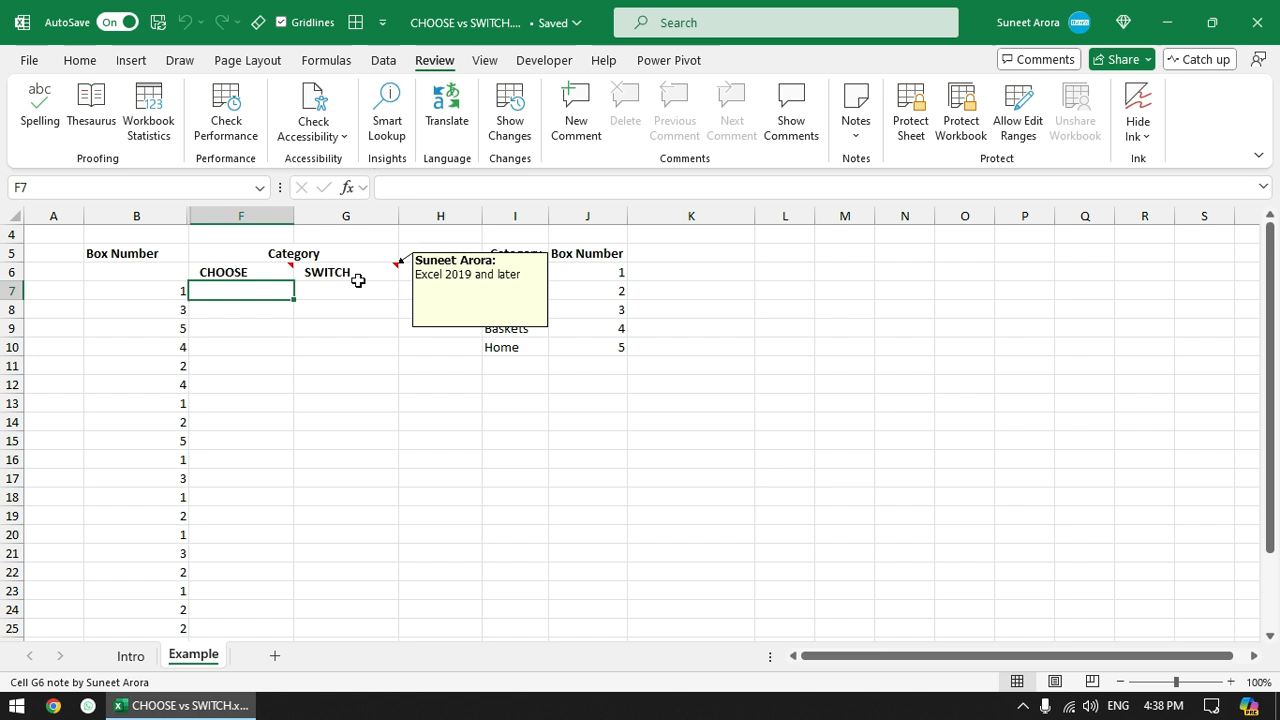 AutoSave On Gridlines CHOOSE vs SWITCH.... • Saved Search Suneet Arora
File Home Insert Draw Page Layout Formulas Data Review View Developer Help Power Pivot Comments Share Catch up
abc
123
Spelling Thesaurus Workbook Statistics Check Performance Check Accessibility Smart Lookup Translate Show Changes New Comment Delete Previous Comment Next Comment Show Comments Notes Protect Sheet Protect Workbook Allow Edit Ranges Unshare Workbook Hide Ink
Proofing Performance Accessibility Insights Language Changes Comments Notes Protect Ink
F7 fx
A B F G H I J K L M N O P Q R S
4
5 Box Number Category Category Box Number
6 CHOOSE SWITCH 1
Suneet Arora:
Excel 2019 and later
7 1 2
8 3 3
9 5 Baskets 4
10 4 Home 5
11 2
12 4
13 1
14 2
15 5
16 1
17 3
18 1
19 2
20 1
21 3
22 2
23 1
24 2
25 2
Intro Example
Cell G6 note by Suneet Arora 100%
CHOOSE vs SWITCH.x... ENG 4:38 PM